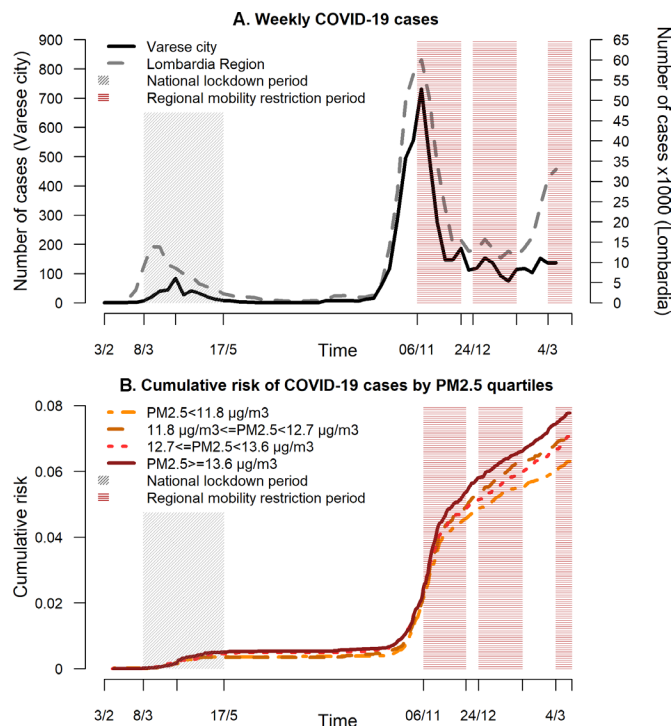 A. Weekly COVID-19 cases
Varese city
Lombardia Region
National lockdown period
Regional mobility restriction period
Number of cases (Varese city)
900
800
700
600
500
400
300
200
100
0
Number of cases x1000 (Lombardia)
65
60
55
50
45
40
35
30
25
20
15
10
5
0
3/2 8/3 17/5 Time 06/11 24/12 4/3
B. Cumulative risk of COVID-19 cases by PM2.5 quartiles
PM2.5<11.8 µg/m3
11.8 µg/m3<=PM2.5<12.7 µg/m3
12.7<=PM2.5<13.6 µg/m3
PM2.5>=13.6 µg/m3
National lockdown period
Regional mobility restriction period
Cumulative risk
0.08
0.06
0.04
0.02
0
3/2 8/3 17/5 Time 06/11 24/12 4/3